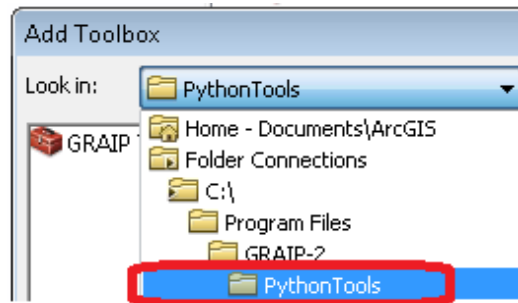 Add Toolbox
Look in:
PythonTools
Home - Documents\ArcGIS
GRAIP
Folder Connections
C:\
Program Files
GRAIP-2
PythonTools